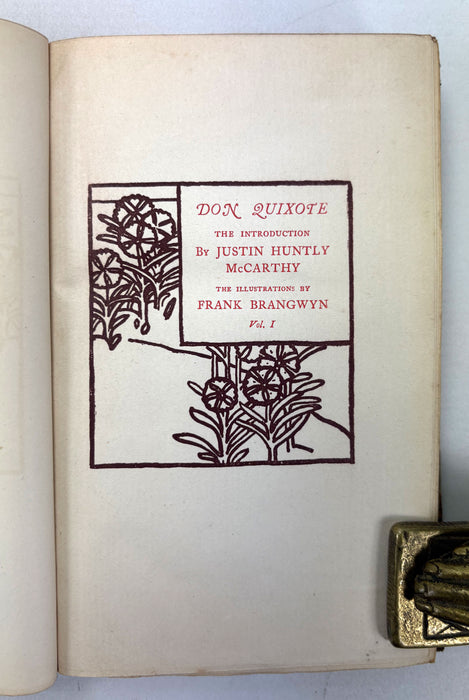 DON QUIXOTE
THE INTRODUCTION
By JUSTIN HUNTLY
McCARTHY
THE ILLUSTRATIONS BY
FRANK BRANGWYN
Vol. I